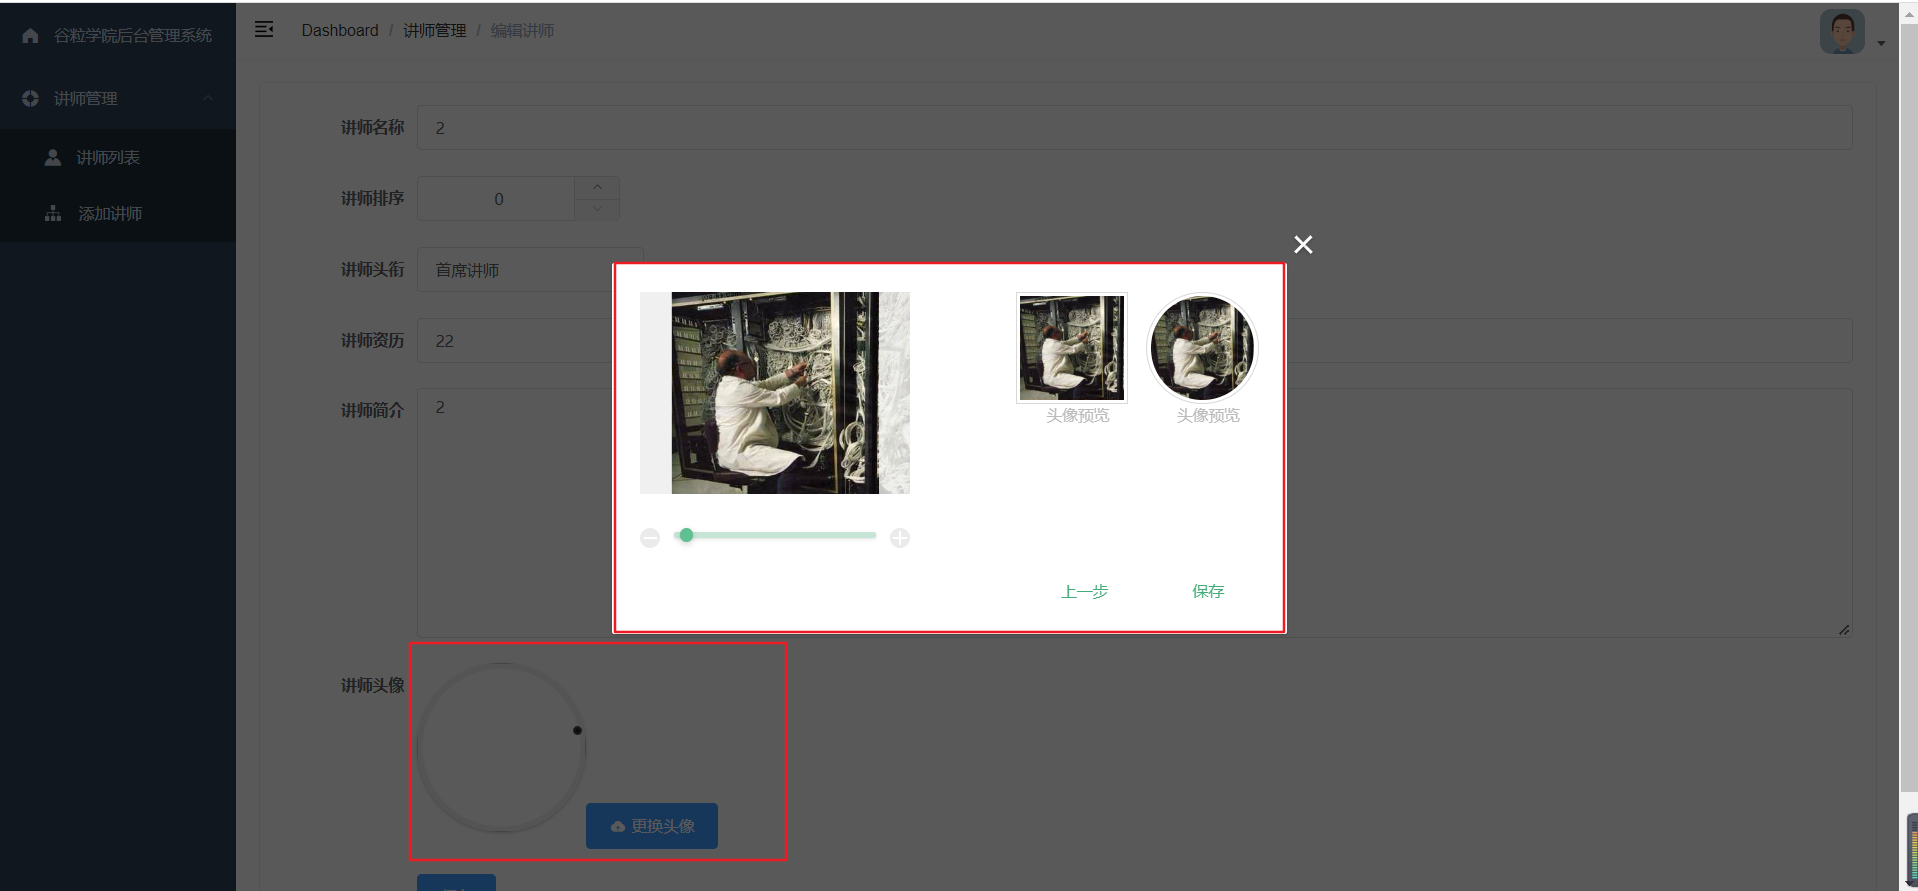 谷粒学院后台管理系统
讲师管理
讲师列表
添加讲师
Dashboard / 讲师管理 / 编辑讲师
讲师名称 2
讲师排序 0
讲师头衔 首席讲师
讲师资历 22
讲师简介 2
头像预览 头像预览
上一步 保存
讲师头像
更换头像